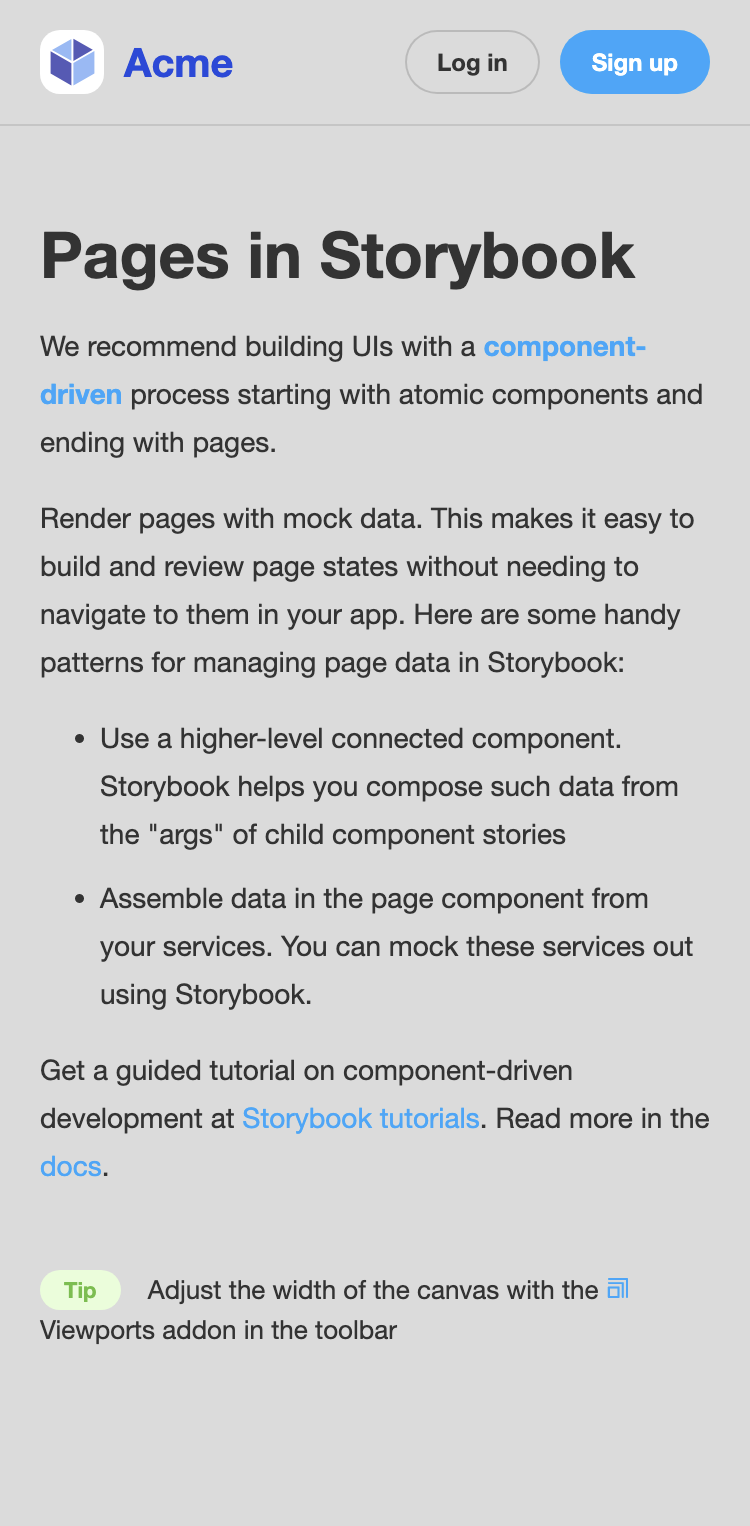 Acme
Log in
Sign up
Pages in Storybook
We recommend building UIs with a component-
driven process starting with atomic components and
ending with pages.
Render pages with mock data. This makes it easy to
build and review page states without needing to
navigate to them in your app. Here are some handy
patterns for managing page data in Storybook:
• Use a higher-level connected component.
Storybook helps you compose such data from
the "args" of child component stories
• Assemble data in the page component from
your services. You can mock these services out
using Storybook.
Get a guided tutorial on component-driven
development at Storybook tutorials. Read more in the
docs.
Tip Adjust the width of the canvas with the
Viewports addon in the toolbar